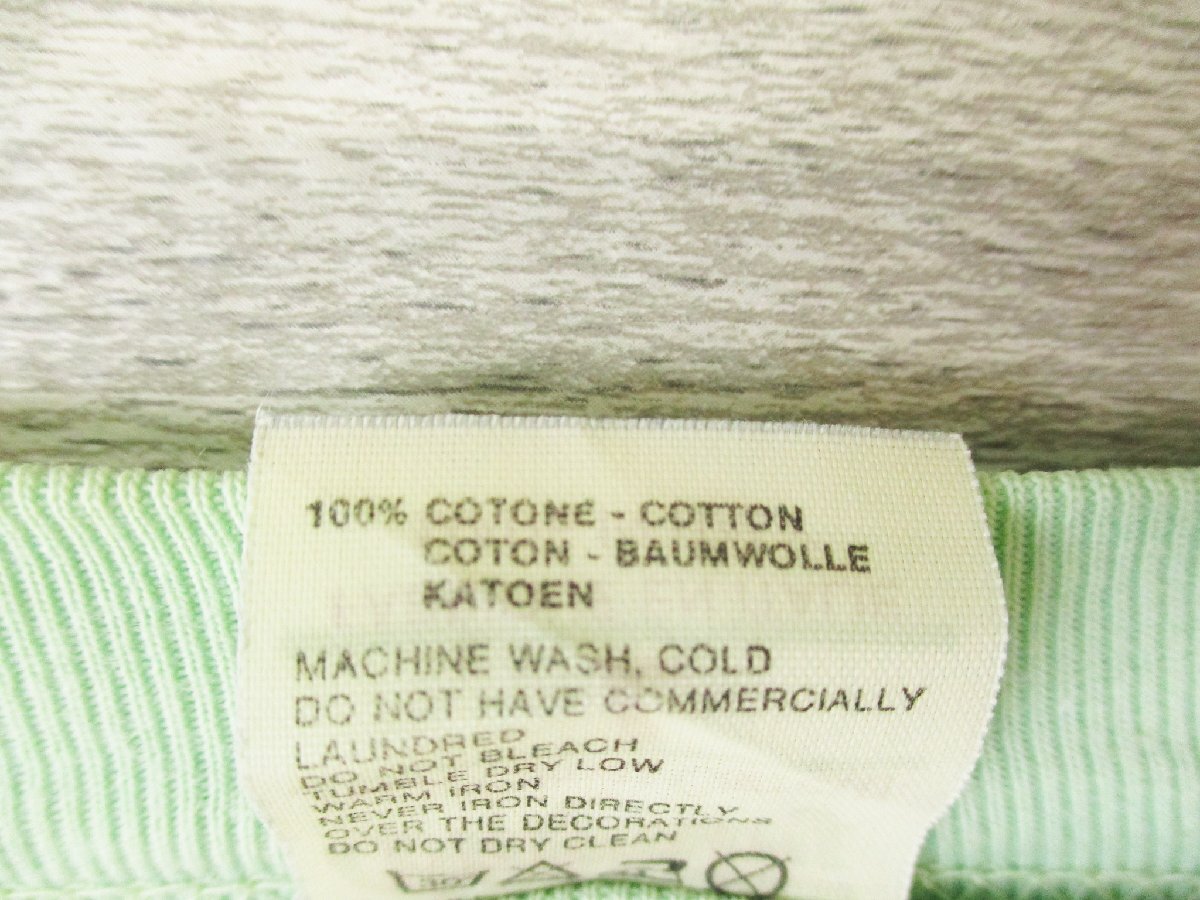 100% COTONE - COTTON
COTON - BAUMWOLLE
KATOEN
MACHINE WASH, COLD
DO NOT HAVE COMMERCIALLY
LAUNDRED
DO NOT BLEACH
TUMBLE DRY LOW
WARM IRON
NEVER IRON DIRECTLY
OVER THE DECORATIONS
DO NOT DRY CLEAN
30